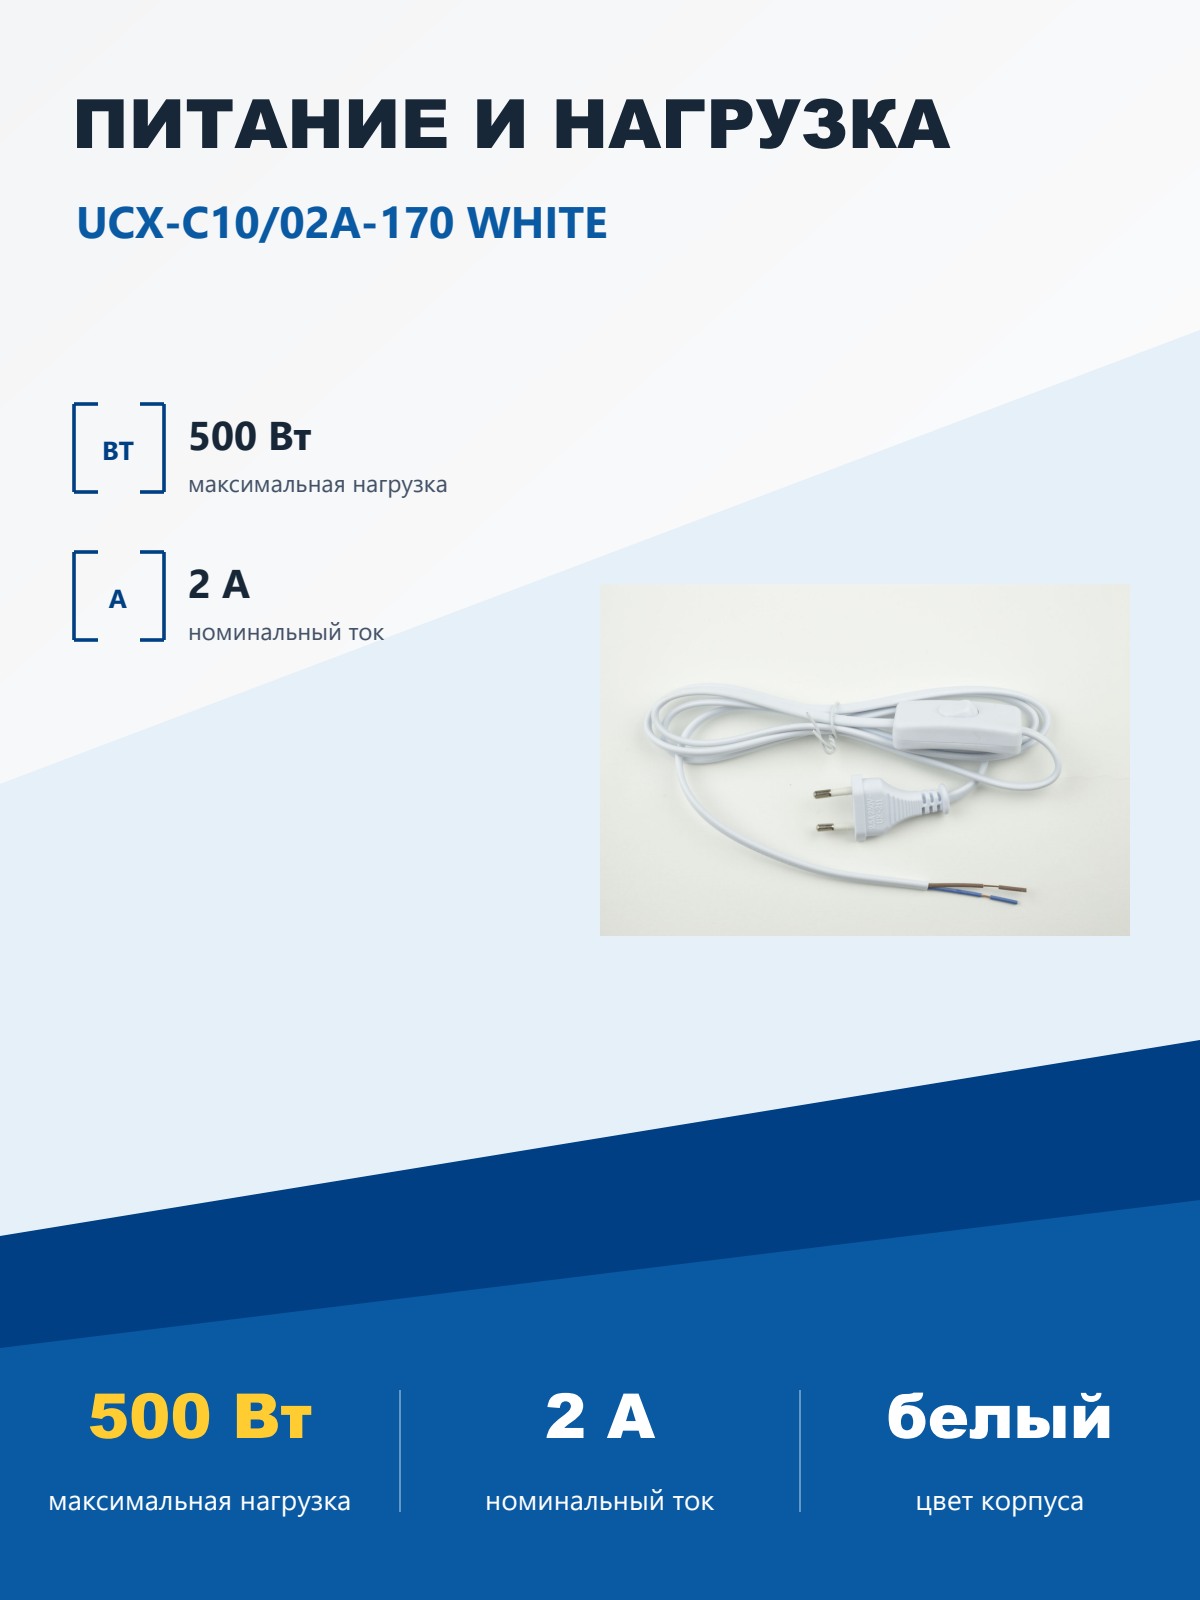 ПИТАНИЕ И НАГРУЗКА
UCX-C10/02A-170 WHITE
ВТ
500 Вт
максимальная нагрузка
А
2 А
номинальный ток
500 Вт
максимальная нагрузка
2 А
номинальный ток
белый
цвет корпуса